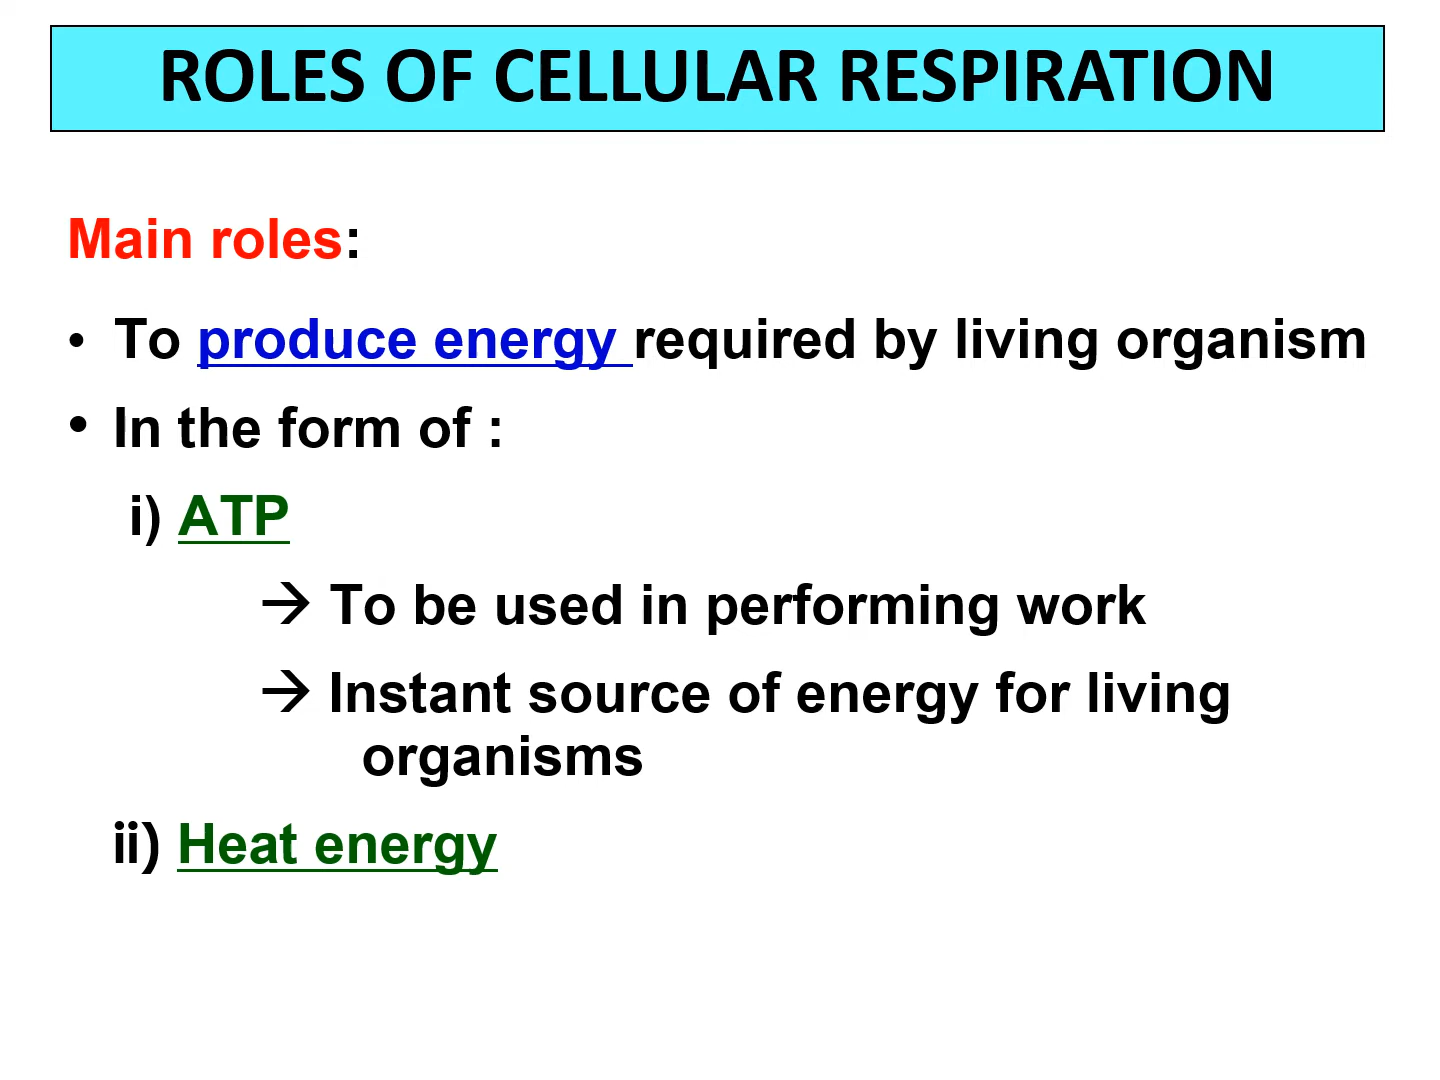 ROLES OF CELLULAR RESPIRATION
Main roles:
• To produce energy required by living organism
• In the form of :
i) ATP
→ To be used in performing work
→ Instant source of energy for living
organisms
ii) Heat energy